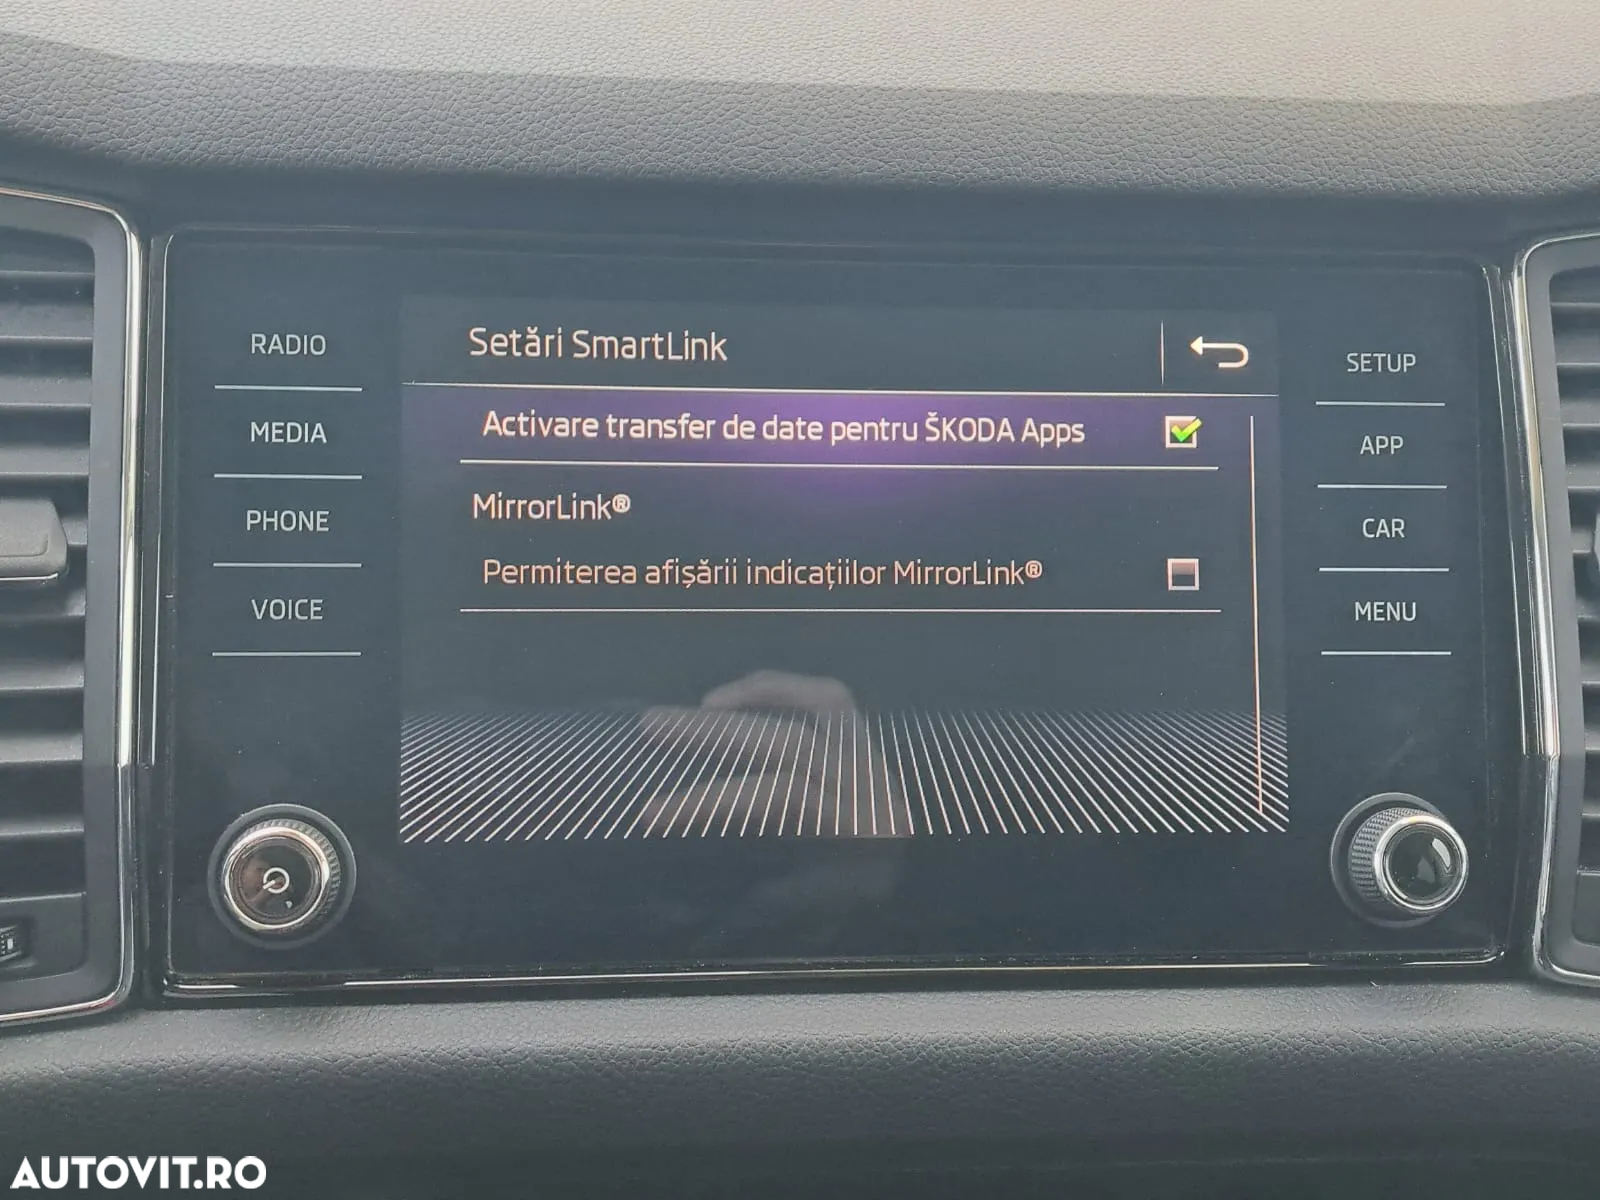 RADIO
MEDIA
PHONE
VOICE
Setări SmartLink
Activare transfer de date pentru ŠKODA Apps
MirrorLink®
Permiterea afișării indicațiilor MirrorLink®
SETUP
APP
CAR
MENU
AUTOVIT.RO